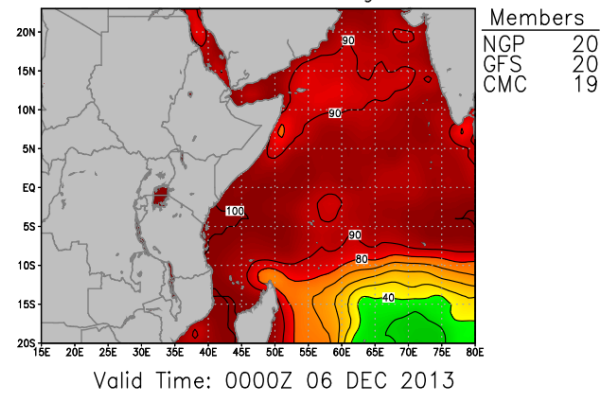 Members
NGP 20
GFS 20
CMC 19
20N
15N
10N
5N
EQ
5S
10S
15S
20S
90
90
100
90
80
40
15E 20E 25E 30E 35E 40E 45E 50E 55E 60E 65E 70E 75E 80E
Valid Time: 0000Z 06 DEC 2013